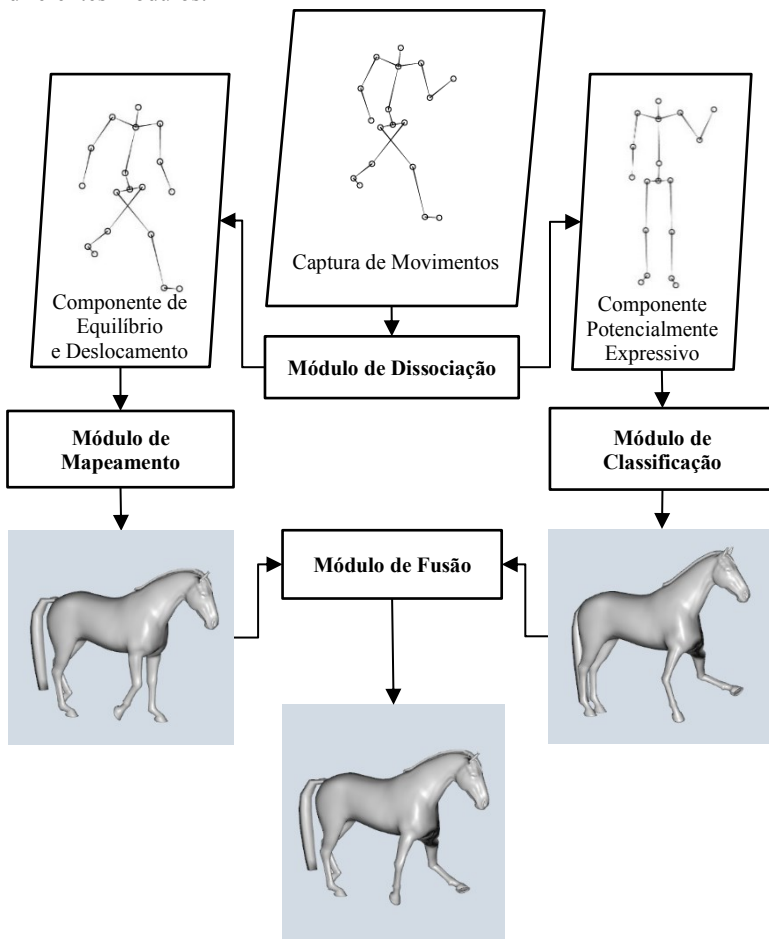 Captura de Movimentos
Componente de
Equilíbrio
e Deslocamento
Componente
Potencialmente
Expressivo
Módulo de Dissociação
Módulo de
Mapeamento
Módulo de
Classificação
Módulo de Fusão